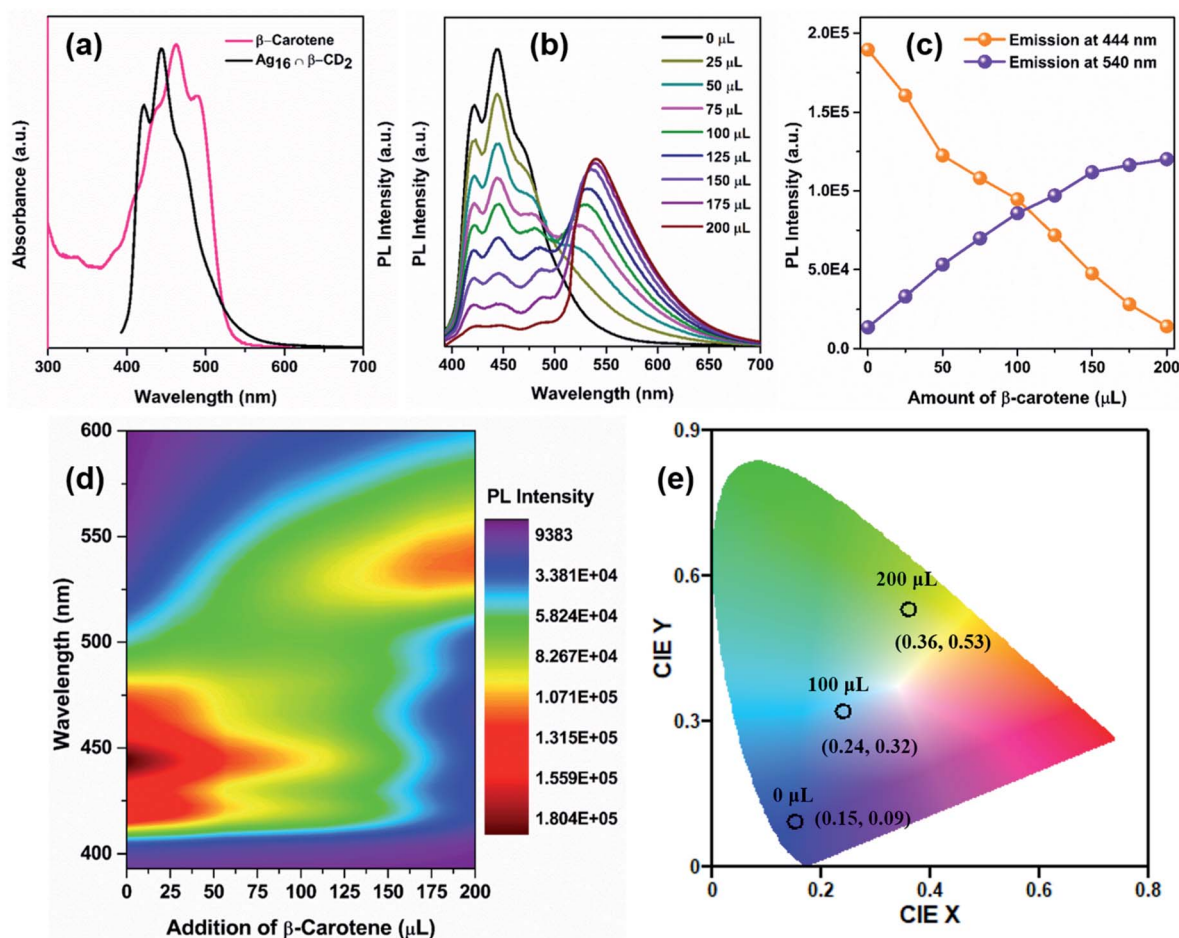 (a)
β−Carotene
Ag16 ∩ β−CD2
Absorbance (a.u.)
PL Intensity (a.u.)
300 400 500 600 700
Wavelength (nm)
(b)
0 μL
25 μL
50 μL
75 μL
100 μL
125 μL
150 μL
175 μL
200 μL
PL Intensity (a.u.)
400 450 500 550 600 650 700
Wavelength (nm)
(c)
Emission at 444 nm
Emission at 540 nm
PL Intensity (a.u.)
2.0E5
1.5E5
1.0E5
5.0E4
0.0
0 50 100 150 200
Amount of β-carotene (μL)
(d)
Wavelength (nm)
600
550
500
450
400
0 25 50 75 100 125 150 175 200
Addition of β-Carotene (μL)
PL Intensity
9383
3.381E+04
5.824E+04
8.267E+04
1.071E+05
1.315E+05
1.559E+05
1.804E+05
(e)
CIE Y
0.9
0.6
0.3
0
0 0.2 0.4 0.6 0.8
CIE X
200 μL
(0.36, 0.53)
100 μL
(0.24, 0.32)
0 μL
(0.15, 0.09)